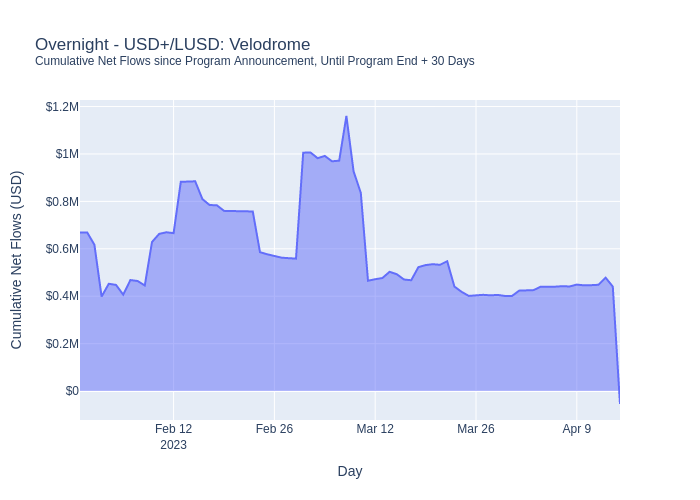 Overnight - USD+/LUSD: Velodrome
Cumulative Net Flows since Program Announcement, Until Program End + 30 Days
Cumulative Net Flows (USD)
$1.2M
$1M
$0.8M
$0.6M
$0.4M
$0.2M
$0
Feb 12
2023
Feb 26
Mar 12
Mar 26
Apr 9
Day